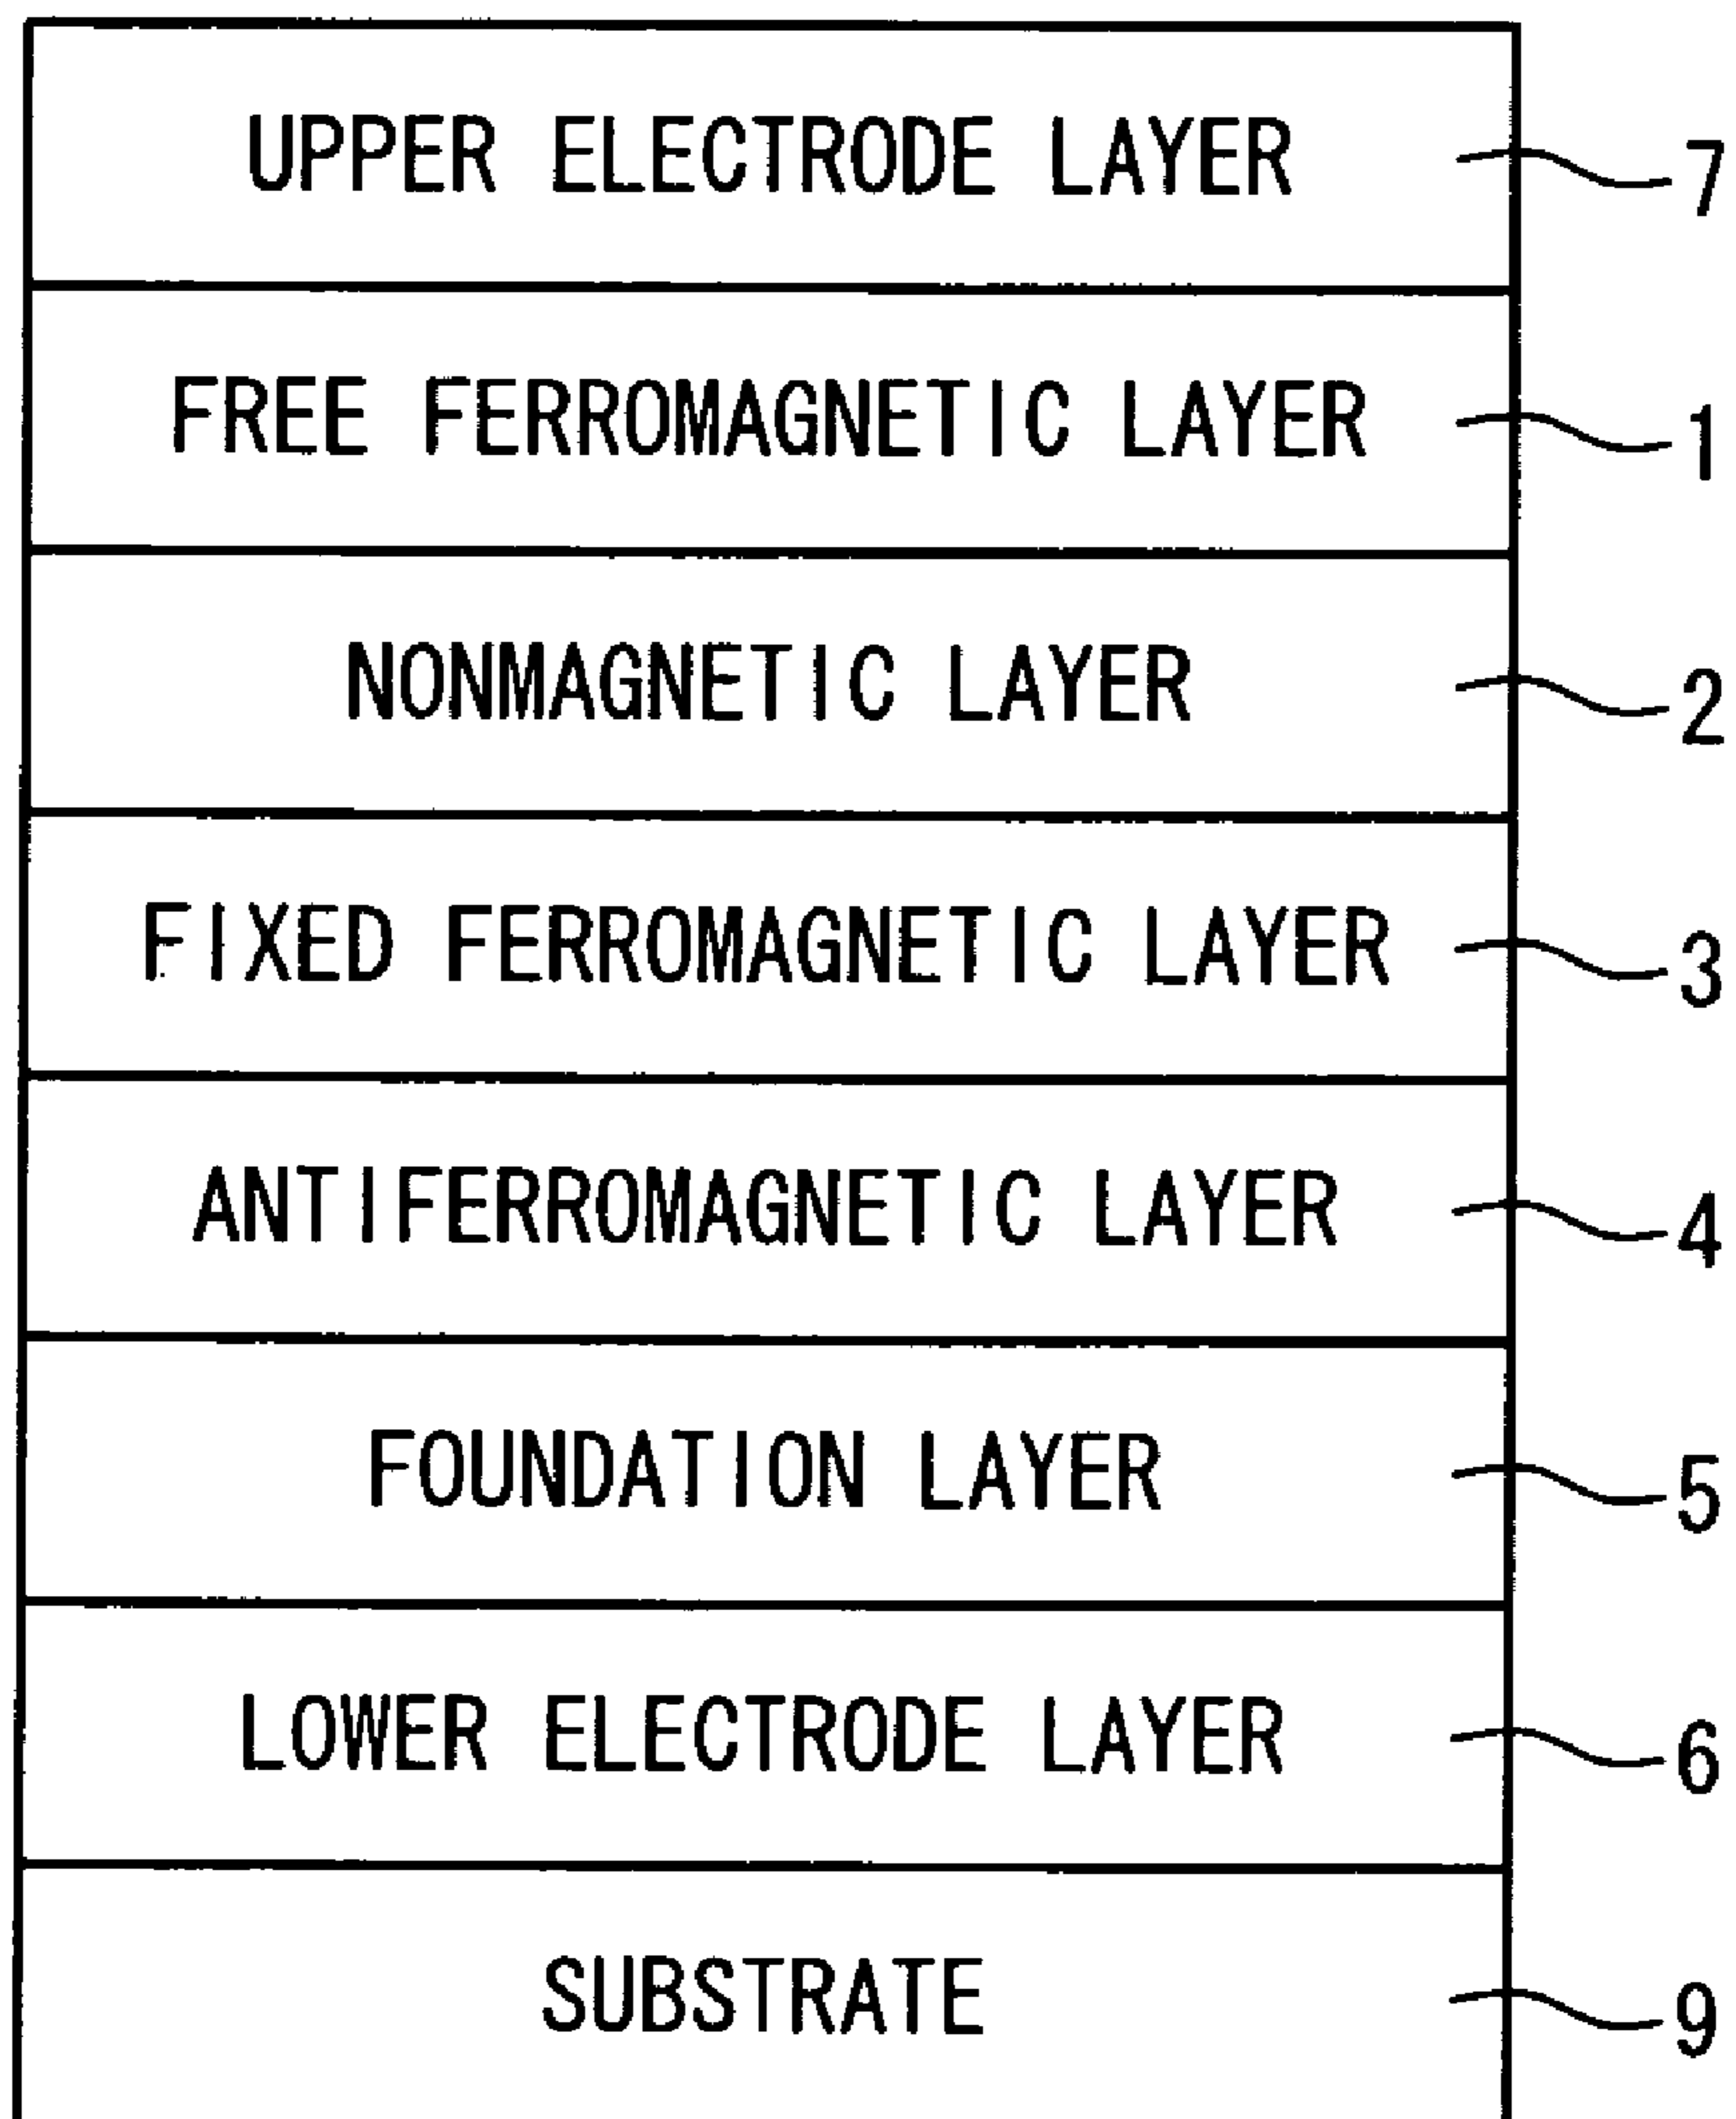 UPPER ELECTRODE LAYER 7
FREE FERROMAGNETIC LAYER 1
NONMAGNETIC LAYER 2
FIXED FERROMAGNETIC LAYER 3
ANTIFERROMAGNETIC LAYER 4
FOUNDATION LAYER 5
LOWER ELECTRODE LAYER 6
SUBSTRATE 9